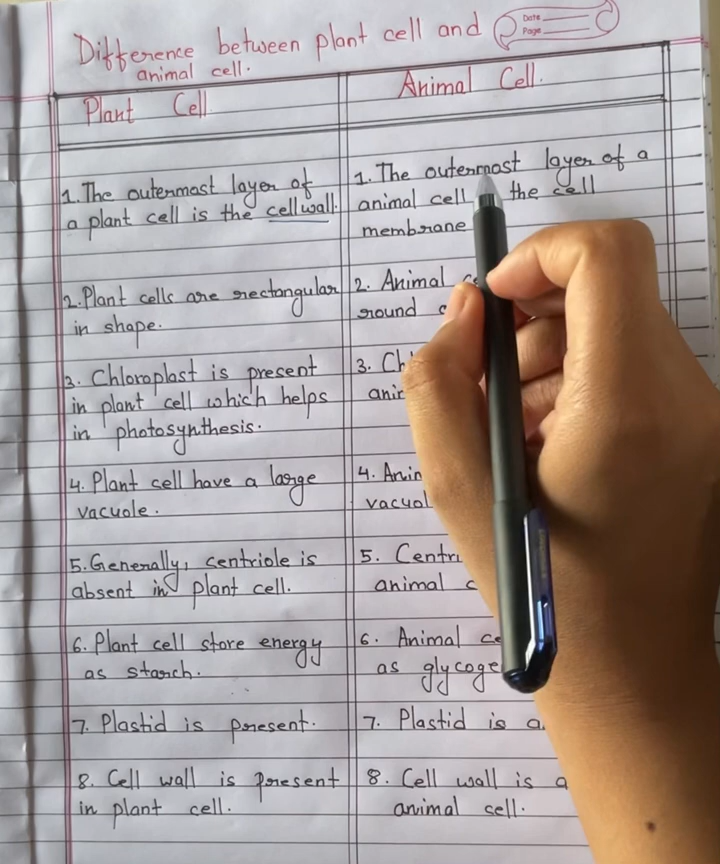 Difference between plant cell and
animal cell.
Date
Page
Plant Cell
Animal Cell.
1. The outermost layer of
a plant cell is the cell wall.
1. The outermost layer of a
animal cell the cell
membrane
2. Plant cells are rectangular
in shape.
2. Animal
round
3. Chloroplast is present
in plant cell which helps
in photosynthesis.
3.
4. Plant cell have a large
vacuole.
4.
5. Generally, centriole is
absent in plant cell.
5.
animal
6. Plant cell store energy
as starch.
6. Animal
as
7. Plastid is present.
7. Plastid is
8. Cell wall is present
in plant cell.
8. Cell wall is
animal cell.